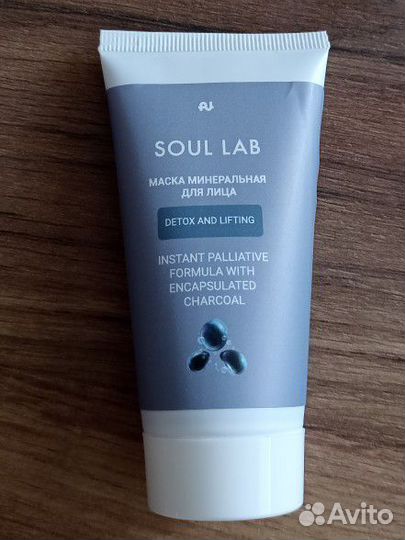 SOUL LAB
МАСКА МИНЕРАЛЬНАЯ
ДЛЯ ЛИЦА
DETOX AND LIFTING
INSTANT PALLIATIVE
FORMULA WITH
ENCAPSULATED
CHARCOAL
Avito